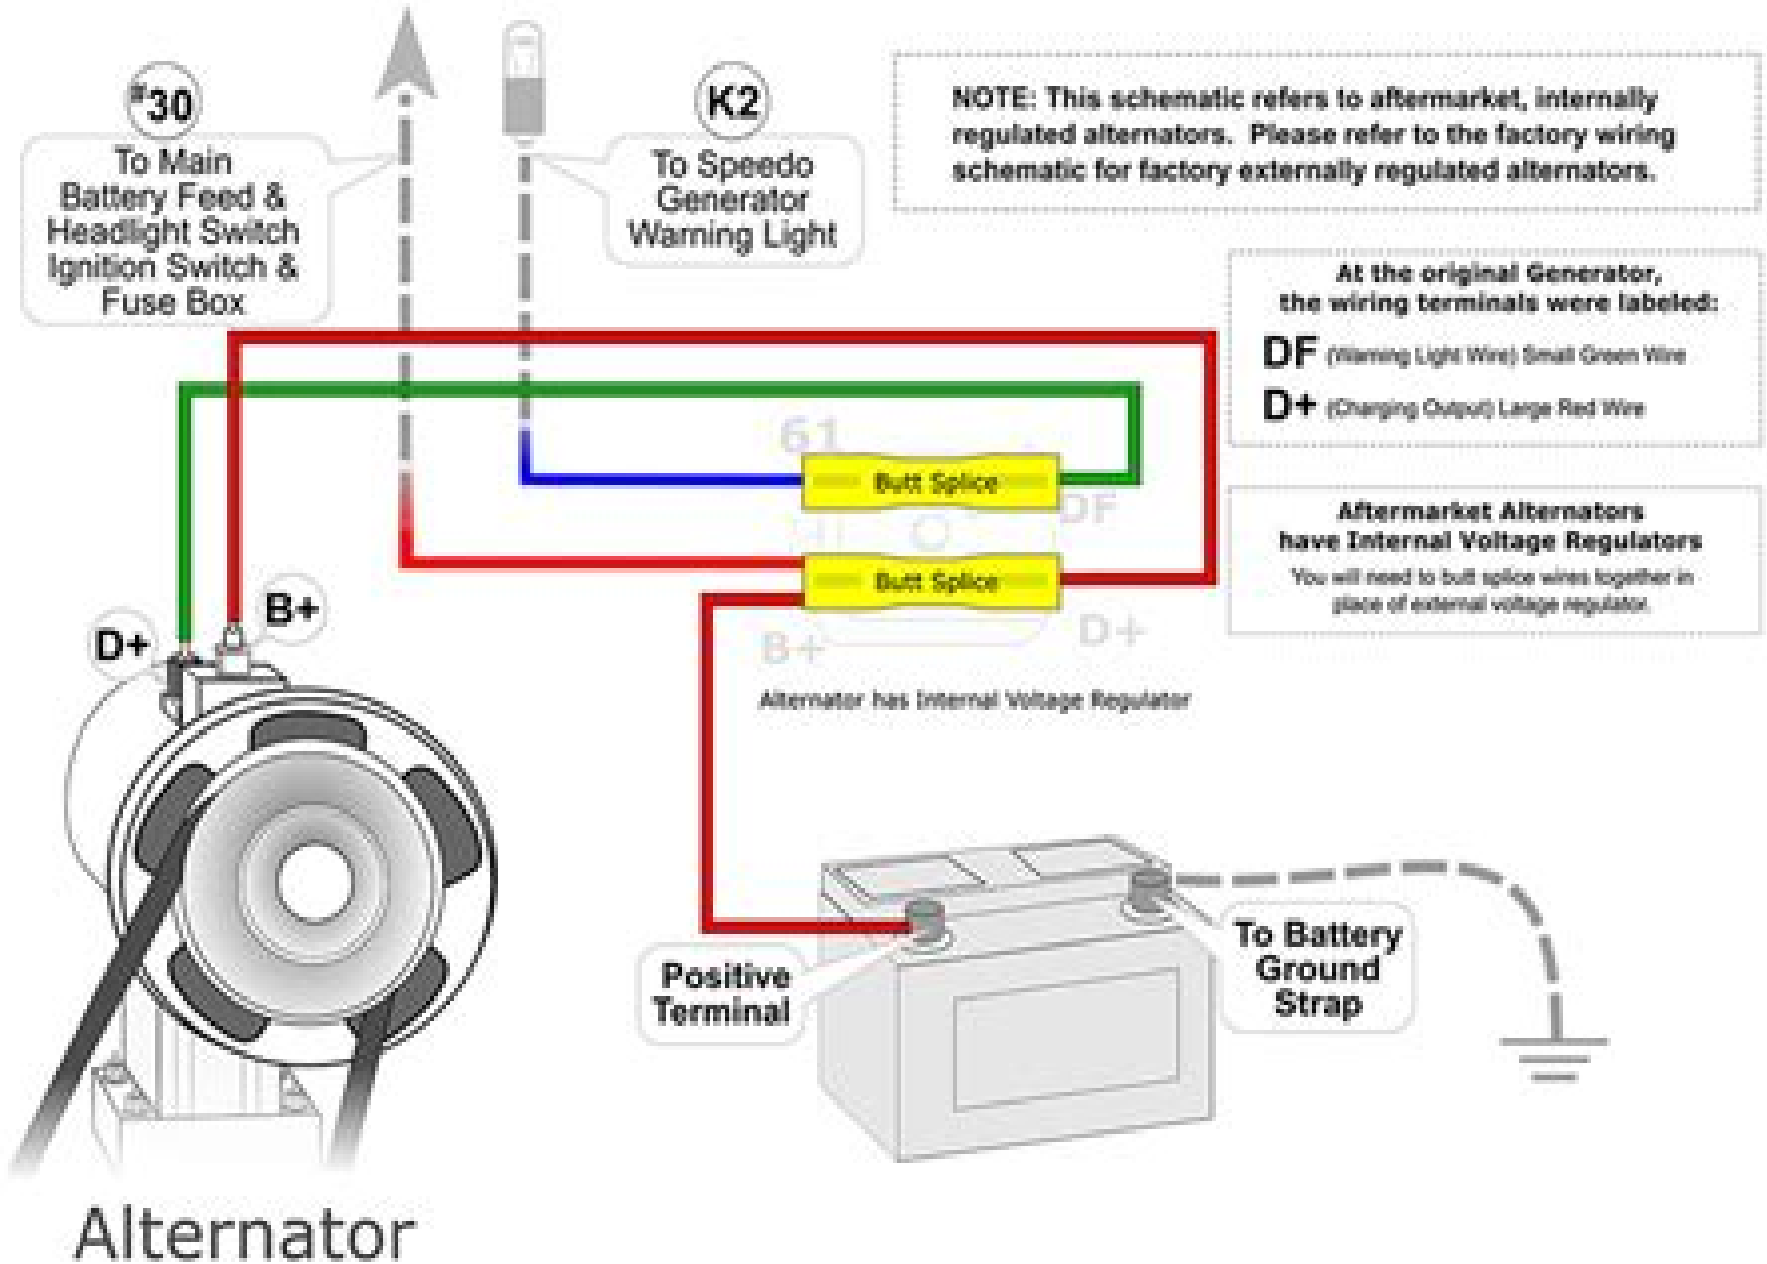 #30
To Main
Battery Feed &
Headlight Switch
Ignition Switch &
Fuse Box
K2
To Speedo
Generator
Warning Light
NOTE: This schematic refers to aftermarket, internally
regulated alternators. Please refer to the factory wiring
schematic for factory externally regulated alternators.
At the original Generator,
the wiring terminals were labeled:
DF (Warning Light Wire) Small Green Wire
D+ (Charging Output) Large Red Wire
61
Butt Splice
DF
Aftermarket Alternators
have Internal Voltage Regulators
You will need to butt splice wires together in
place of external voltage regulator.
Butt Splice
B+
D+
D+
B+
Alternator has Internal Voltage Regulator
Positive
Terminal
To Battery
Ground
Strap
Alternator